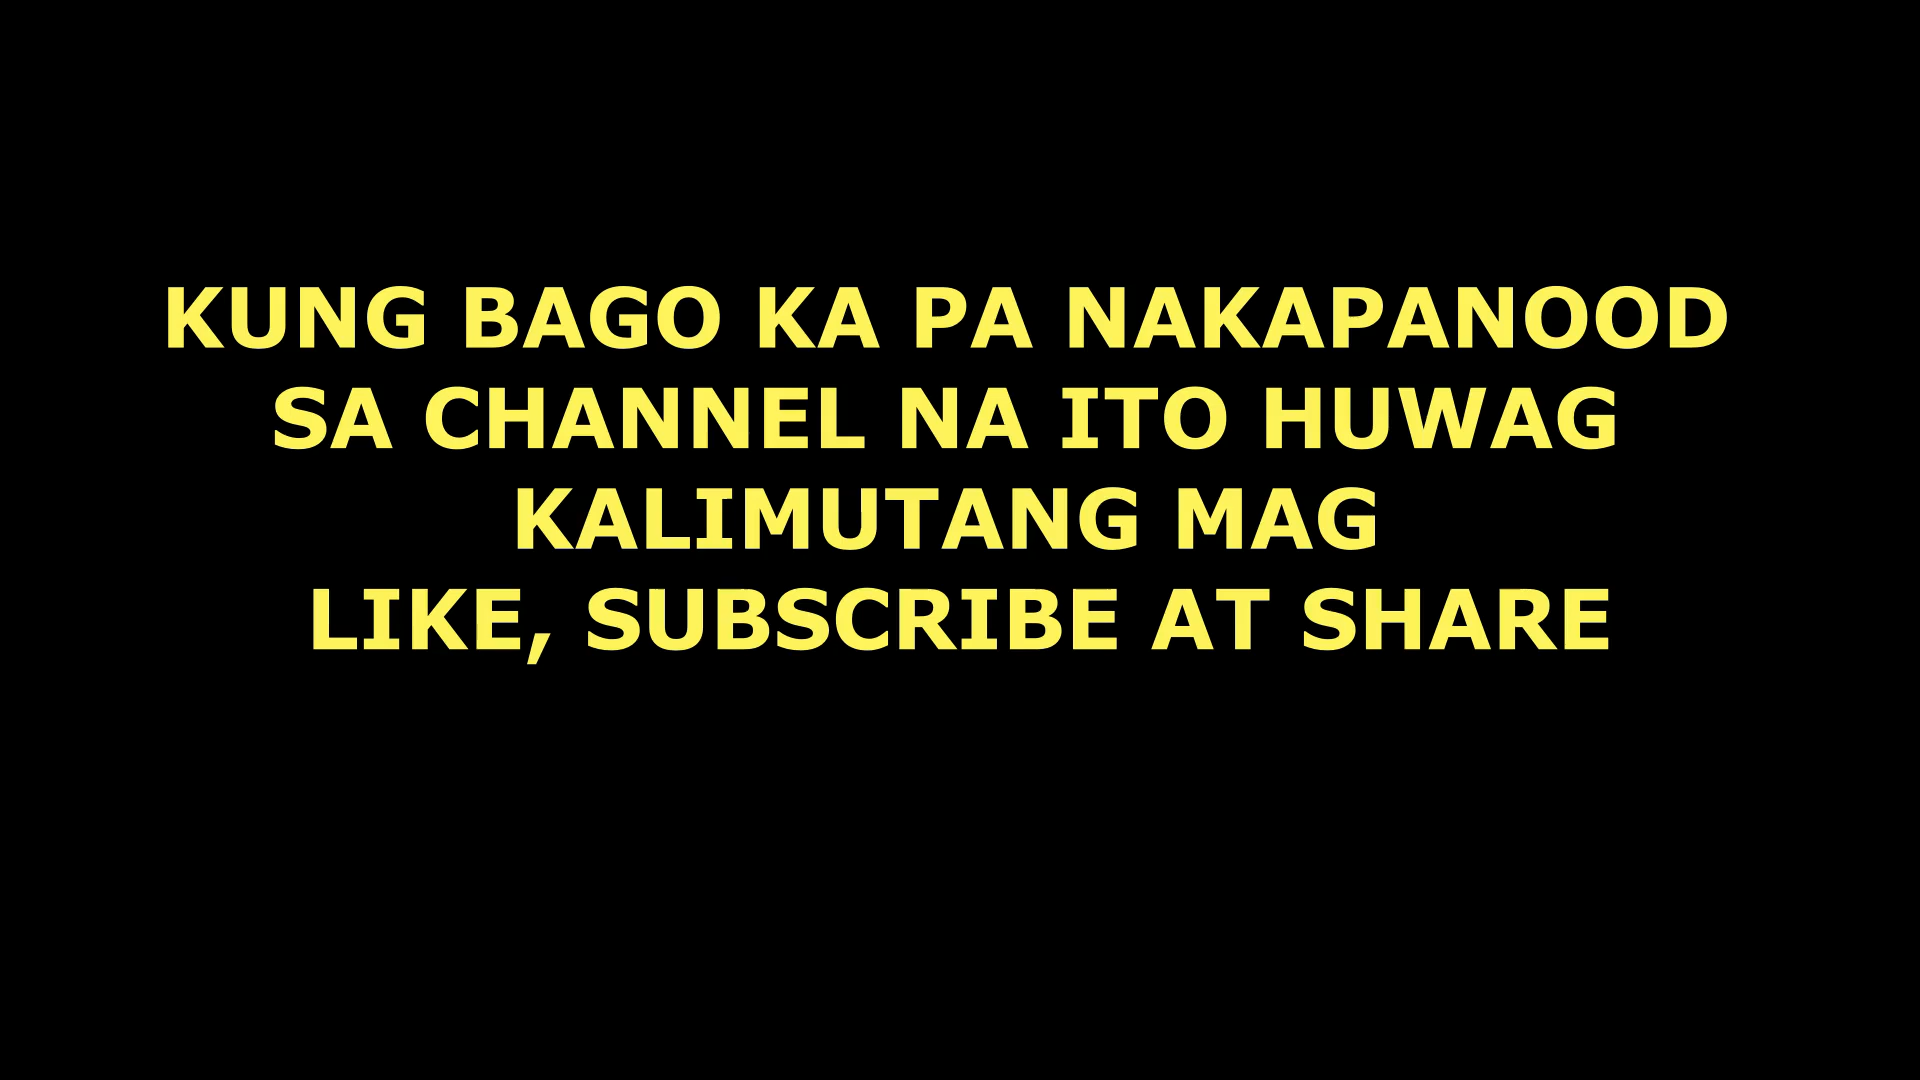 KUNG BAGO KA PA NAKAPANOOD
SA CHANNEL NA ITO HUWAG
KALIMUTANG MAG
LIKE, SUBSCRIBE AT SHARE